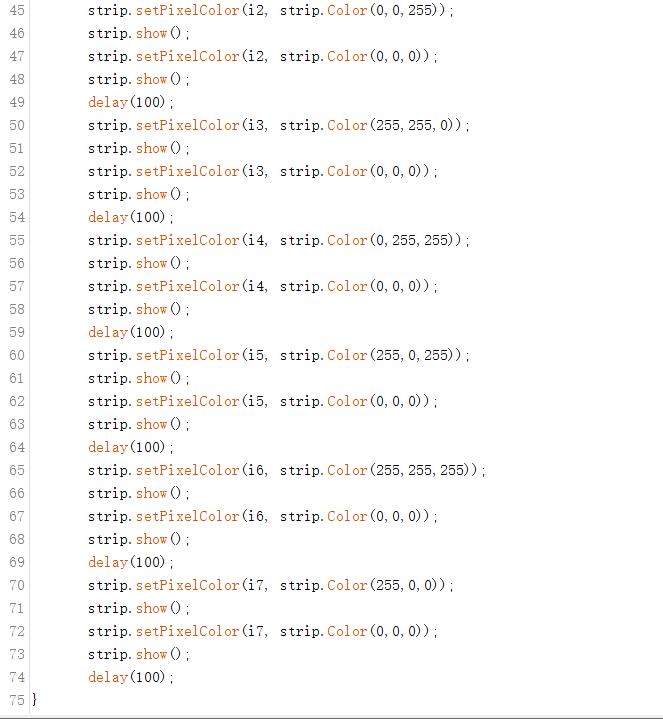 45 strip.setPixelColor(i2, strip.Color(0,0,255));
46 strip.show();
47 strip.setPixelColor(i2, strip.Color(0,0,0));
48 strip.show();
49 delay(100);
50 strip.setPixelColor(i3, strip.Color(255,255,0));
51 strip.show();
52 strip.setPixelColor(i3, strip.Color(0,0,0));
53 strip.show();
54 delay(100);
55 strip.setPixelColor(i4, strip.Color(0,255,255));
56 strip.show();
57 strip.setPixelColor(i4, strip.Color(0,0,0));
58 strip.show();
59 delay(100);
60 strip.setPixelColor(i5, strip.Color(255,0,255));
61 strip.show();
62 strip.setPixelColor(i5, strip.Color(0,0,0));
63 strip.show();
64 delay(100);
65 strip.setPixelColor(i6, strip.Color(255,255,255));
66 strip.show();
67 strip.setPixelColor(i6, strip.Color(0,0,0));
68 strip.show();
69 delay(100);
70 strip.setPixelColor(i7, strip.Color(255,0,0));
71 strip.show();
72 strip.setPixelColor(i7, strip.Color(0,0,0));
73 strip.show();
74 delay(100);
75 }